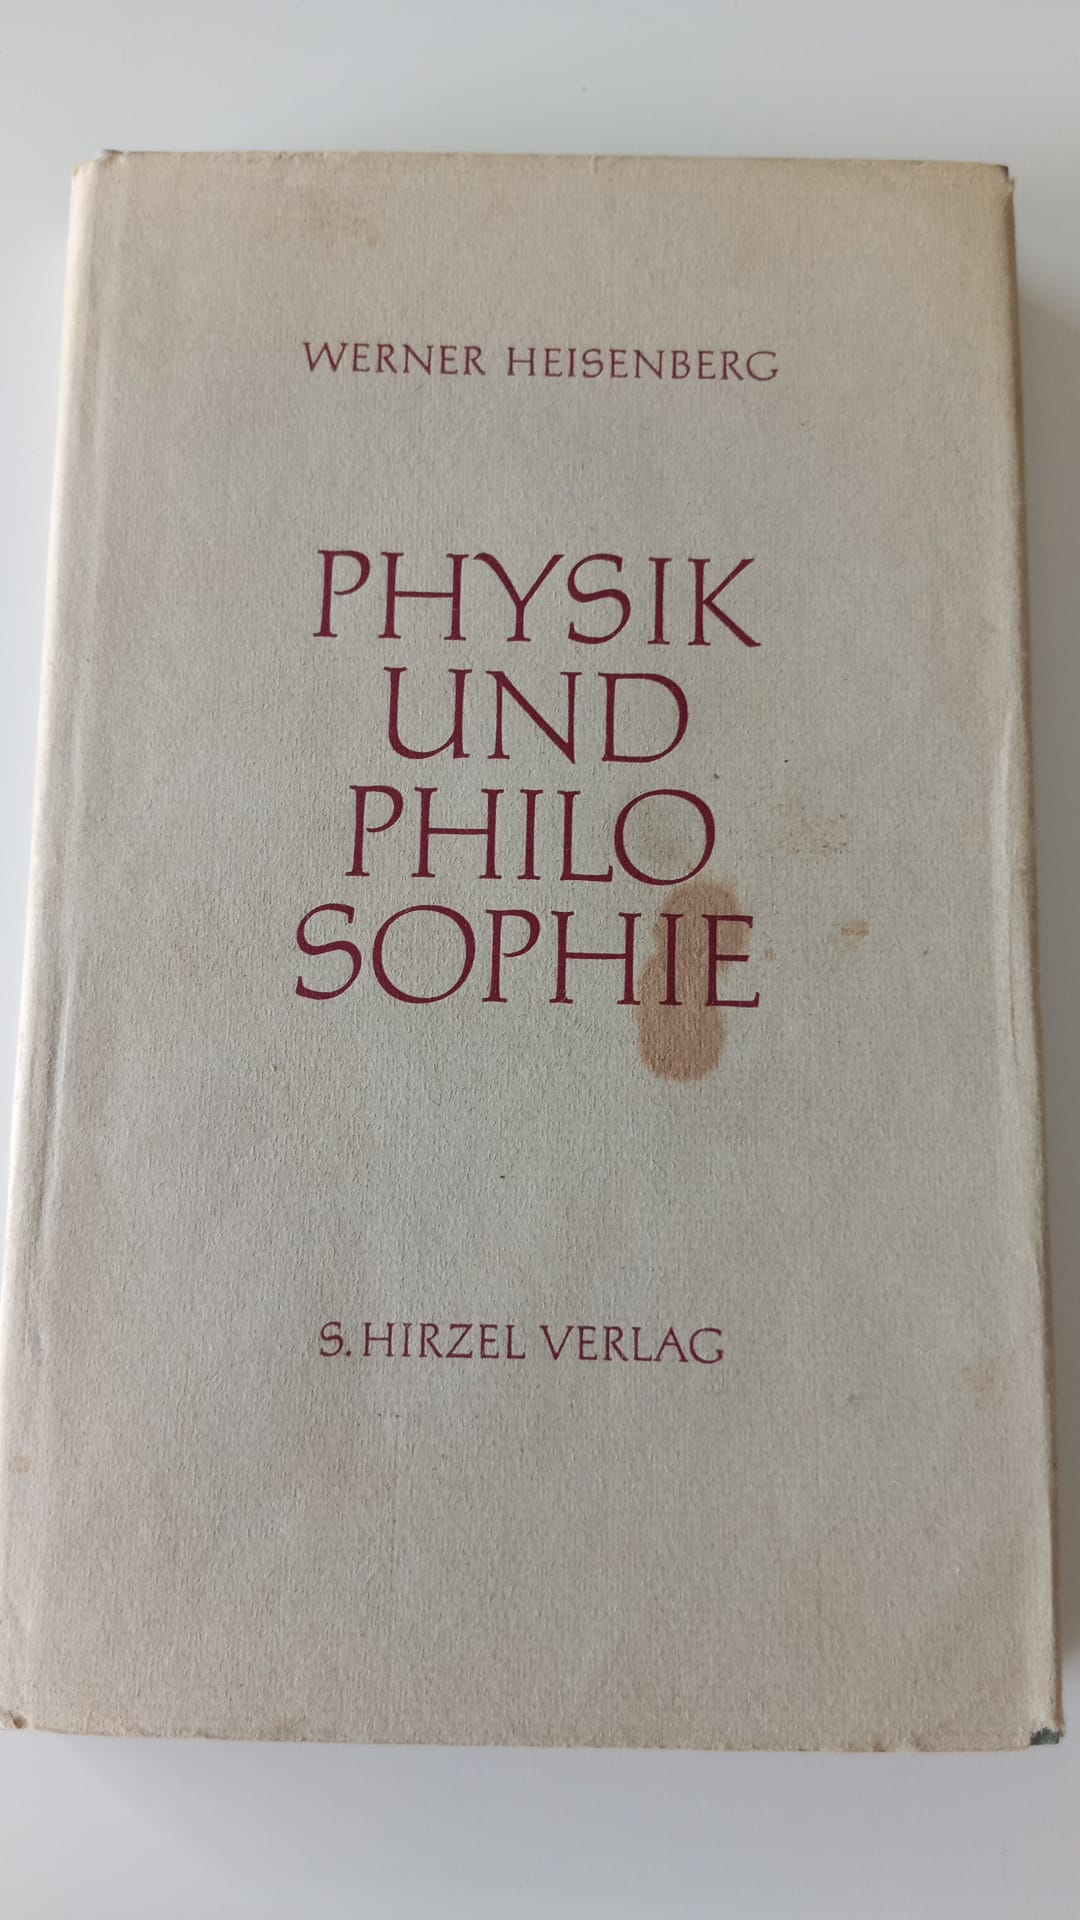 WERNER HEISENBERG
PHYSIK
UND
PHILO
SOPHIE
S. HIRZEL VERLAG